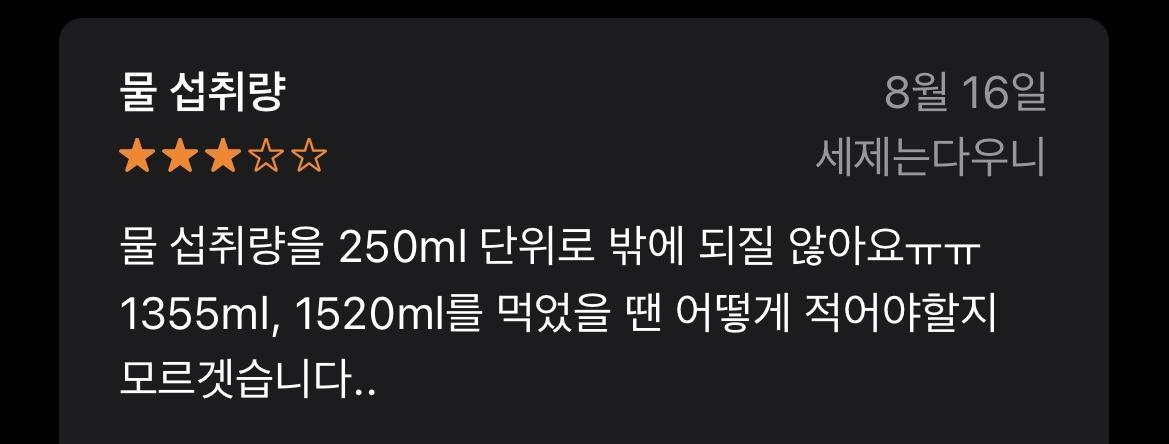 물 섭취량
8월 16일
★★★☆☆
세제는다우니
물 섭취량을 250ml 단위로 밖에 되질 않아요ㅠㅠ
1355ml, 1520ml를 먹었을 땐 어떻게 적어야할지
모르겟습니다..